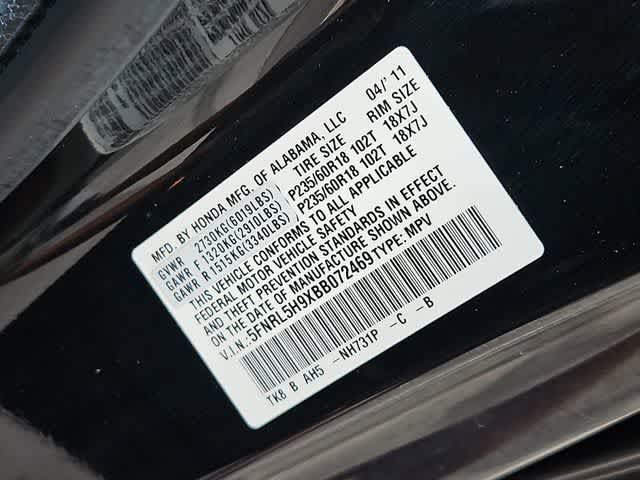 MFD. BY HONDA MFG. OF ALABAMA, LLC 04/'11
TIRE SIZE RIM SIZE
GVWR 2730KG(6019LBS)
GAWR F 1320KG(2910LBS) P235/60R18 102T 18X7J
GAWR R 1515KG(3340LBS) P235/60R18 102T 18X7J
THIS VEHICLE CONFORMS TO ALL APPLICABLE
FEDERAL MOTOR VEHICLE SAFETY
AND THEFT PREVENTION STANDARDS IN EFFECT
ON THE DATE OF MANUFACTURE SHOWN ABOVE.
V.I.N.: 5FNRL5H9XBB072469 TYPE: MPV
TK8 B AH5 -NH731P -C -B